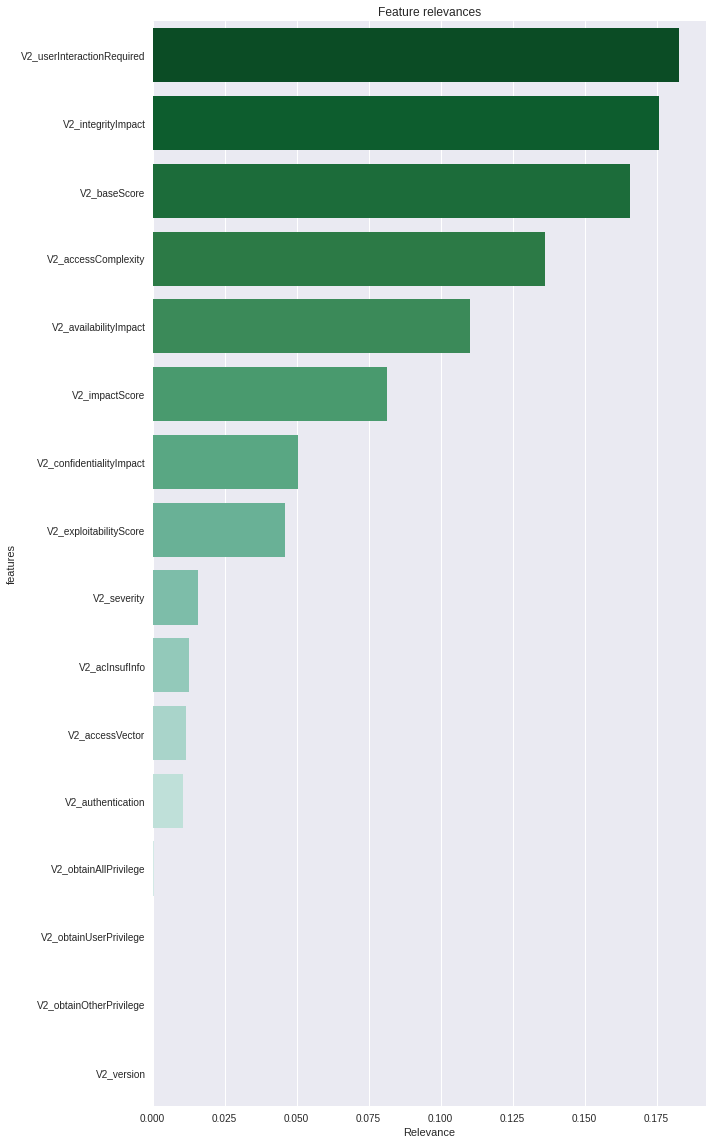 Feature relevances
V2_userInteractionRequired
V2_integrityImpact
V2_baseScore
V2_accessComplexity
V2_availabilityImpact
V2_impactScore
V2_confidentialityImpact
V2_exploitabilityScore
features
V2_severity
V2_acInsufInfo
V2_accessVector
V2_authentication
V2_obtainAllPrivilege
V2_obtainUserPrivilege
V2_obtainOtherPrivilege
V2_version
0.000 0.025 0.050 0.075 0.100 0.125 0.150 0.175
Relevance